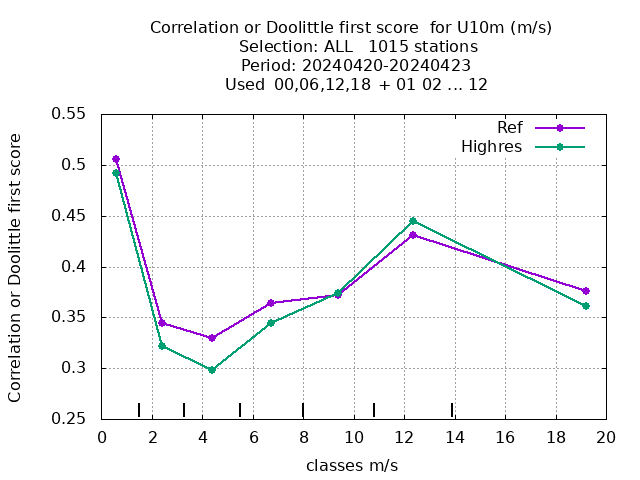 Correlation or Doolittle first score  for U10m (m/s)
Selection: ALL   1015 stations
Period: 20240420-20240423
Used  00,06,12,18 + 01 02 ... 12
Correlation or Doolittle first score
0.55
0.5
0.45
0.4
0.35
0.3
0.25
Ref
Highres
0 2 4 6 8 10 12 14 16 18 20
classes m/s